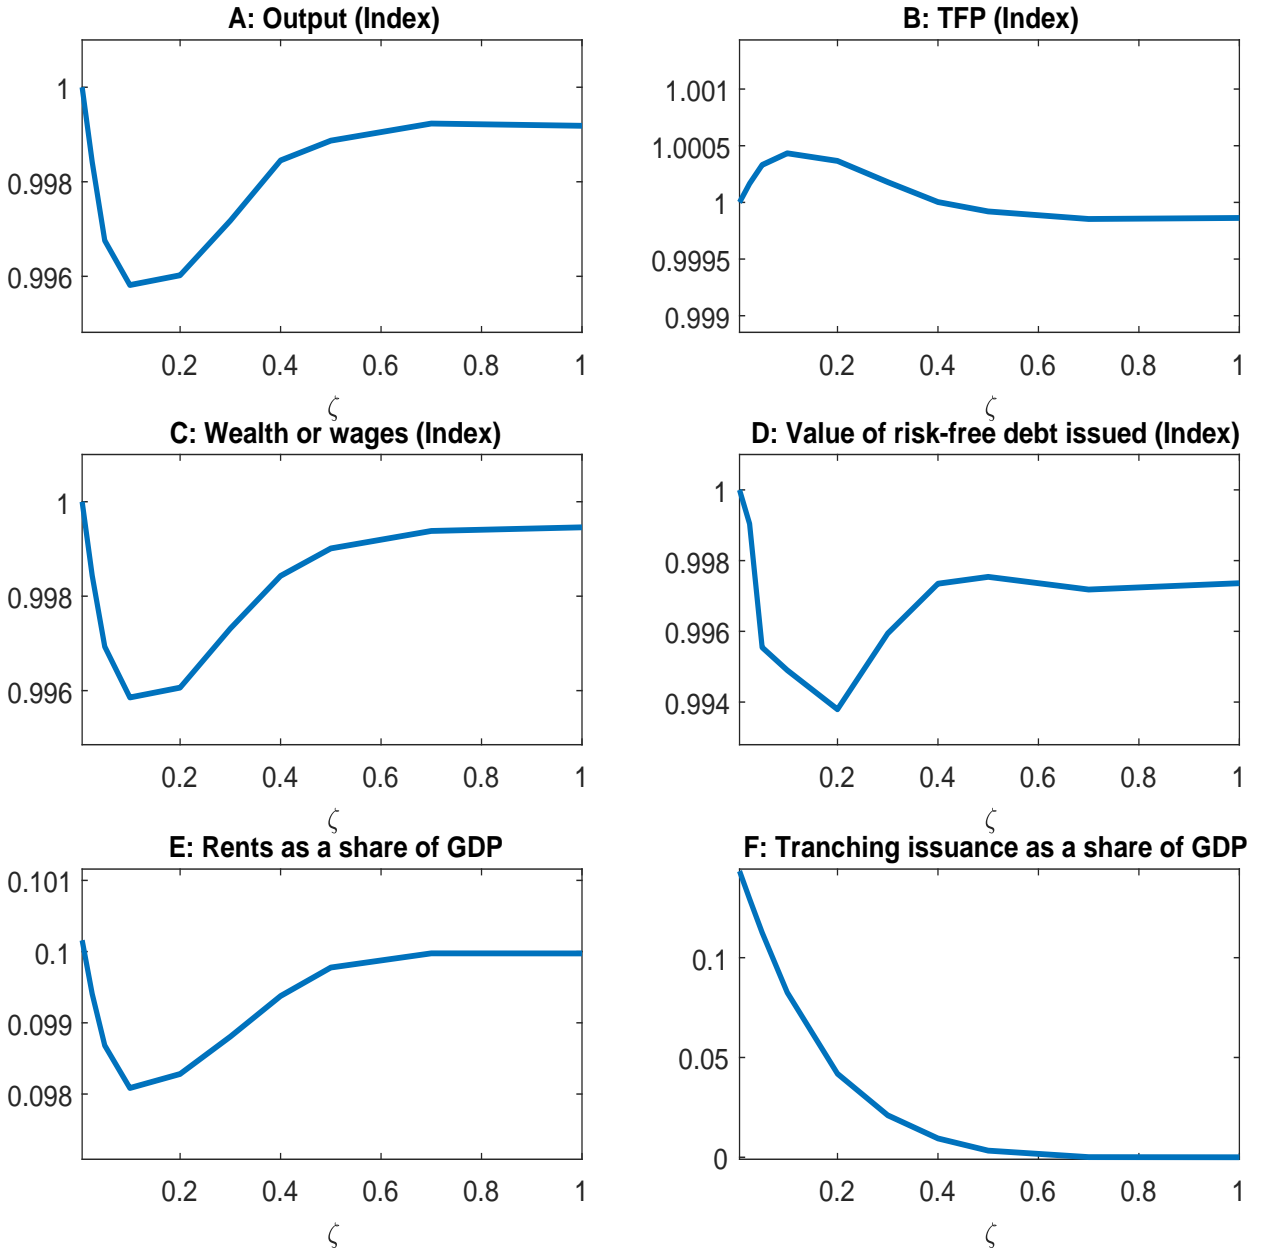 A: Output (Index)
1
0.998
0.996
0.2 0.4 0.6 0.8 1
ζ
B: TFP (Index)
1.001
1.0005
1
0.9995
0.999
0.2 0.4 0.6 0.8 1
ζ
C: Wealth or wages (Index)
1
0.998
0.996
0.2 0.4 0.6 0.8 1
ζ
D: Value of risk-free debt issued (Index)
1
0.998
0.996
0.994
0.2 0.4 0.6 0.8 1
ζ
E: Rents as a share of GDP
0.101
0.1
0.099
0.098
0.2 0.4 0.6 0.8 1
ζ
F: Tranching issuance as a share of GDP
0.1
0.05
0
0.2 0.4 0.6 0.8 1
ζ